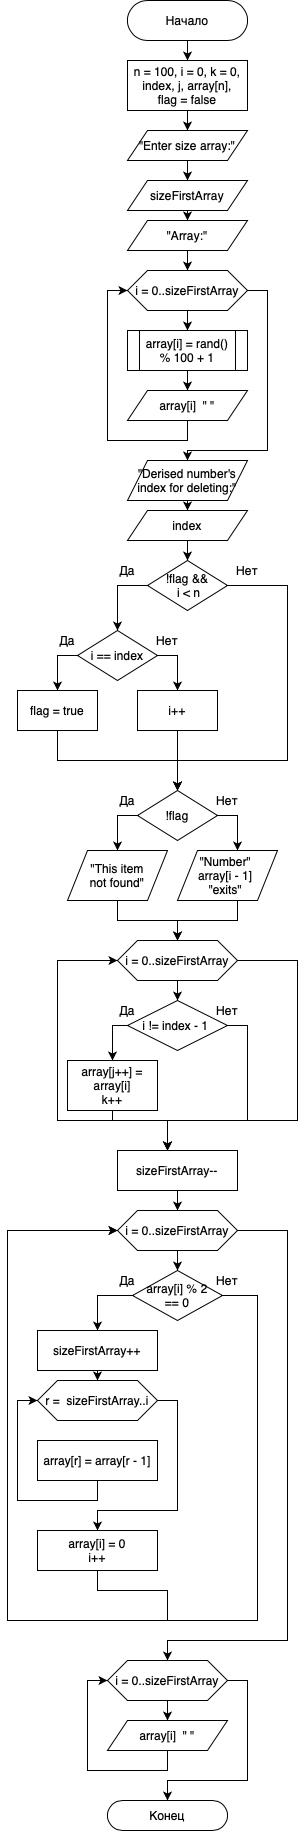 Начало
n = 100, i = 0, k = 0,
index, j, array[n],
flag = false
"Enter size array:"
sizeFirstArray
"Array:"
i = 0..sizeFirstArray
array[i] = rand()
% 100 + 1
array[i]  " "
"Derised number's
index for deleting:"
index
Да
!flag &&
i < n
Нет
Да
i == index
Нет
flag = true
i++
Да
!flag
Нет
"This item
not found"
"Number"
array[i - 1]
"exits"
i = 0..sizeFirstArray
Да
i != index - 1
Нет
array[j++] =
array[i]
k++
sizeFirstArray--
i = 0..sizeFirstArray
Да
array[i] % 2
== 0
Нет
sizeFirstArray++
r =  sizeFirstArray..i
array[r] = array[r - 1]
array[i] = 0
i++
i = 0..sizeFirstArray
array[i]  " "
Конец